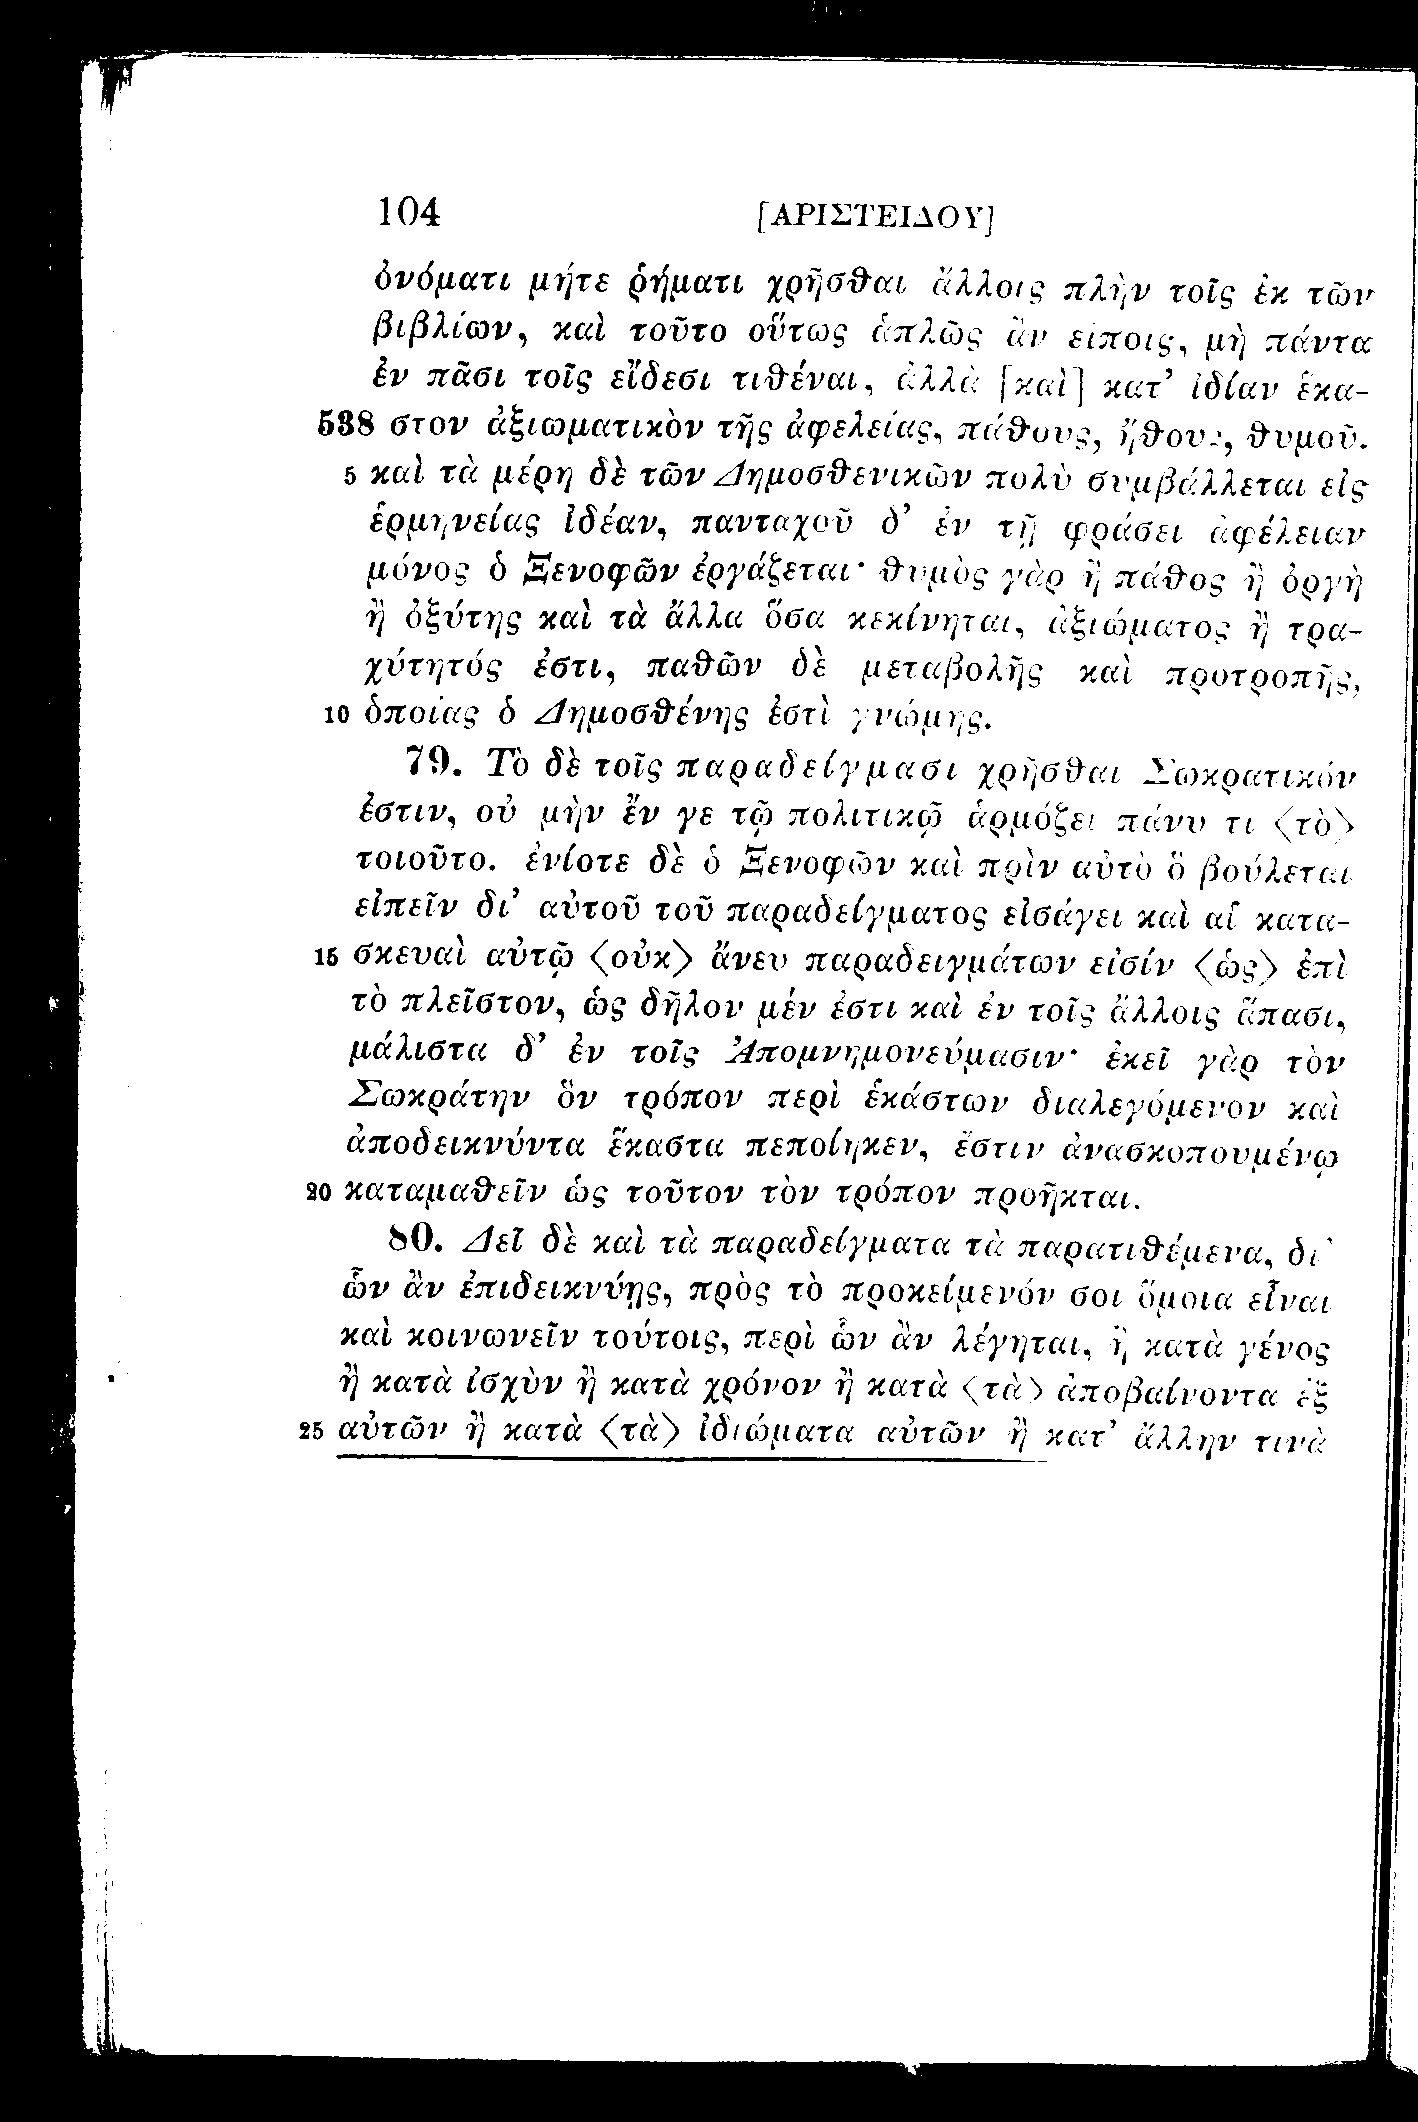 104 [ΑΡΙΣΤΕΙΔΟΥ]
ὀνόματι μήτε ῥήματι χρῆσθαι ἄλλοις πλὴν τοῖς ἐκ τῶν
βιβλίων, καὶ τοῦτο οὕτως ἁπλῶς ἂν εἴποις, μὴ πάντα
ἐν πᾶσι τοῖς εἴδεσι τιθέναι, ἀλλὰ [καὶ] κατ’ ἰδίαν ἕκα-
538 στον ἀξιωματικὸν τῆς ἀφελείας, πάθους, ἤθους, θυμοῦ.
5 καὶ τὰ μέρη δὲ τῶν Δημοσθενικῶν πολὺ συμβάλλεται εἰς
ἑρμηνείας ἰδέαν, πανταχοῦ δ’ ἐν τῇ φράσει ἀφέλειαν
μόνος ὁ Ξενοφῶν ἐργάζεται· θυμὸς γὰρ ἢ πάθος ἢ ὀργὴ
ἢ ὀξύτης καὶ τὰ ἄλλα ὅσα κεκίνηται, ἀξιώματος ἢ τρα-
χύτητός ἐστι, παθῶν δὲ μεταβολῆς καὶ προτροπῆς,
10 ὁποίας ὁ Δημοσθένης ἐστὶ γνώμης.
79. Τὸ δὲ τοῖς παραδείγμασι χρῆσθαι Σωκρατικόν
ἐστιν, οὐ μὴν ἔν γε τῷ πολιτικῷ ἁρμόζει πάνυ τι ⟨τὸ⟩
τοιοῦτο. ἐνίοτε δὲ ὁ Ξενοφῶν καὶ πρὶν αὐτὸ ὃ βούλεται
εἰπεῖν δι’ αὐτοῦ τοῦ παραδείγματος εἰσάγει καὶ αἱ κατα-
15 σκευαὶ αὐτῷ ⟨οὐκ⟩ ἄνευ παραδειγμάτων εἰσίν ⟨ὡς⟩ ἐπὶ
τὸ πλεῖστον, ὡς δῆλον μέν ἐστι καὶ ἐν τοῖς ἄλλοις ἅπασι,
μάλιστα δ’ ἐν τοῖς Ἀπομνημονεύμασιν· ἐκεῖ γὰρ τὸν
Σωκράτην ὃν τρόπον περὶ ἑκάστων διαλεγόμενον καὶ
ἀποδεικνύντα ἕκαστα πεποίηκεν, ἔστιν ἀνασκοπουμένῳ
20 καταμαθεῖν ὡς τοῦτον τὸν τρόπον προῆκται.
80. Δεῖ δὲ καὶ τὰ παραδείγματα τὰ παρατιθέμενα, δι’
ὧν ἂν ἐπιδεικνύῃς, πρὸς τὸ προκείμενόν σοι ὅμοια εἶναι
καὶ κοινωνεῖν τούτοις, περὶ ὧν ἂν λέγηται, ἢ κατὰ γένος
ἢ κατὰ ἰσχὺν ἢ κατὰ χρόνον ἢ κατὰ ⟨τὰ⟩ ἀποβαίνοντα ἐξ
25 αὐτῶν ἢ κατὰ ⟨τὰ⟩ ἰδιώματα αὐτῶν ἢ κατ’ ἄλλην τινὰ